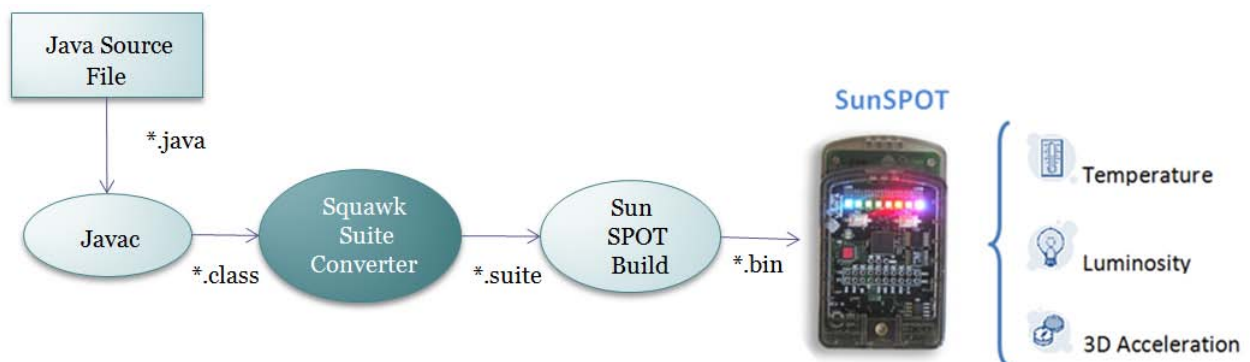 Java Source
File
*.java
Javac
*.class
Squawk
Suite
Converter
*.suite
Sun
SPOT
Build
*.bin
SunSPOT
Temperature
Luminosity
3D Acceleration